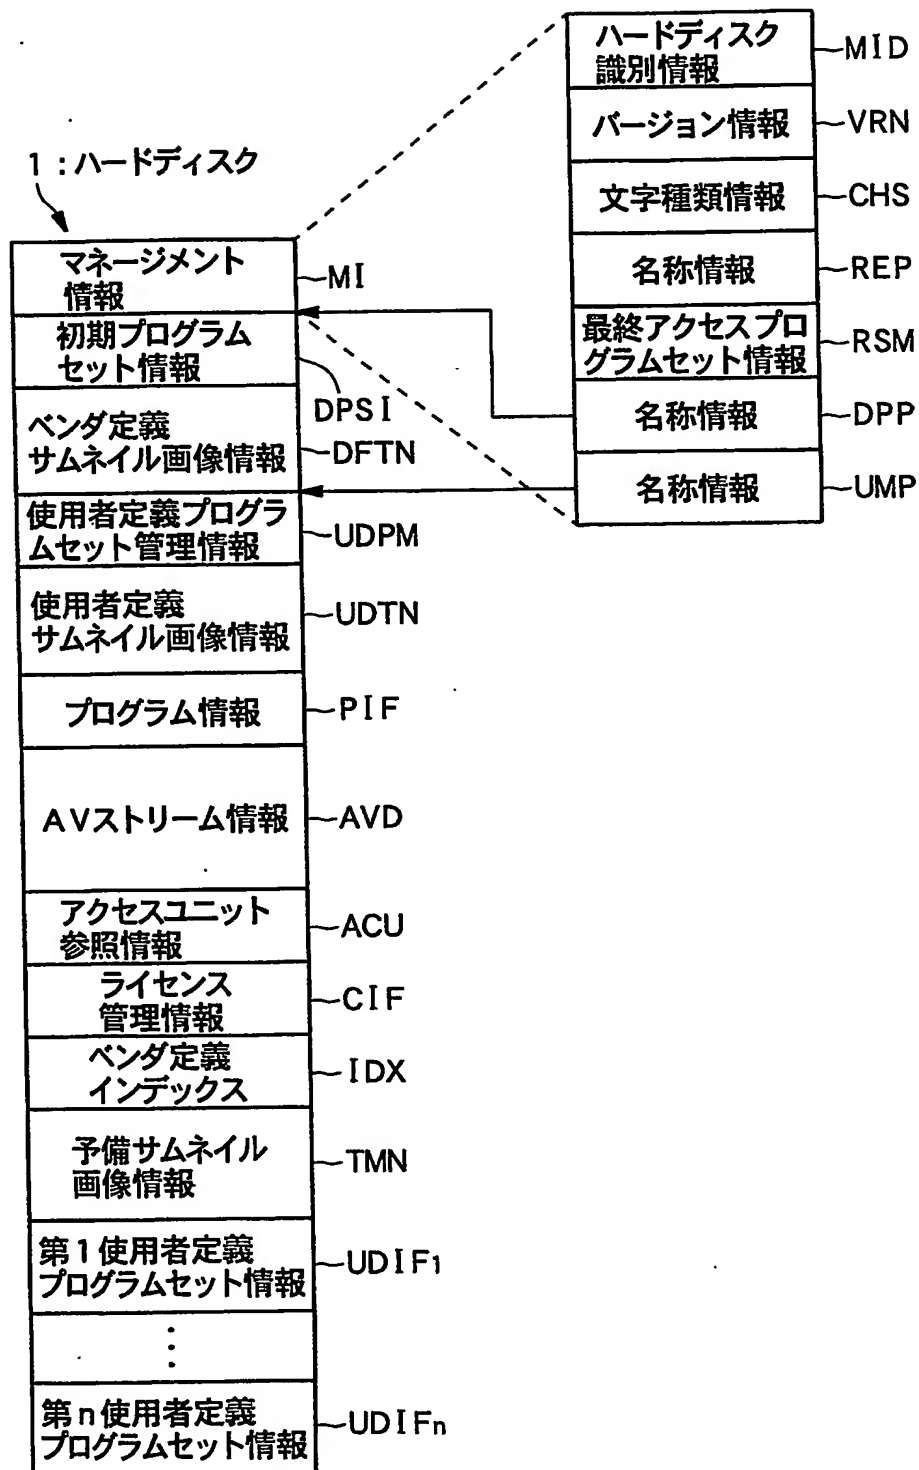 ハードディスク
識別情報
MID
バージョン情報
VRN
文字種類情報
CHS
名称情報
REP
最終アクセスプロ
グラムセット情報
RSM
名称情報
DPP
名称情報
UMP
1:ハードディスク
マネージメント
情報
MI
初期プログラム
セット情報
DPSI
ベンダ定義
サムネイル画像情報
DFTN
使用者定義プログラ
ムセット管理情報
UDPM
使用者定義
サムネイル画像情報
UDTN
プログラム情報
PIF
AVストリーム情報
AVD
アクセスユニット
参照情報
ACU
ライセンス
管理情報
CIF
ベンダ定義
インデックス
IDX
予備サムネイル
画像情報
TMN
第1使用者定義
プログラムセット情報
UDIF1
⋮
第n使用者定義
プログラムセット情報
UDIFn